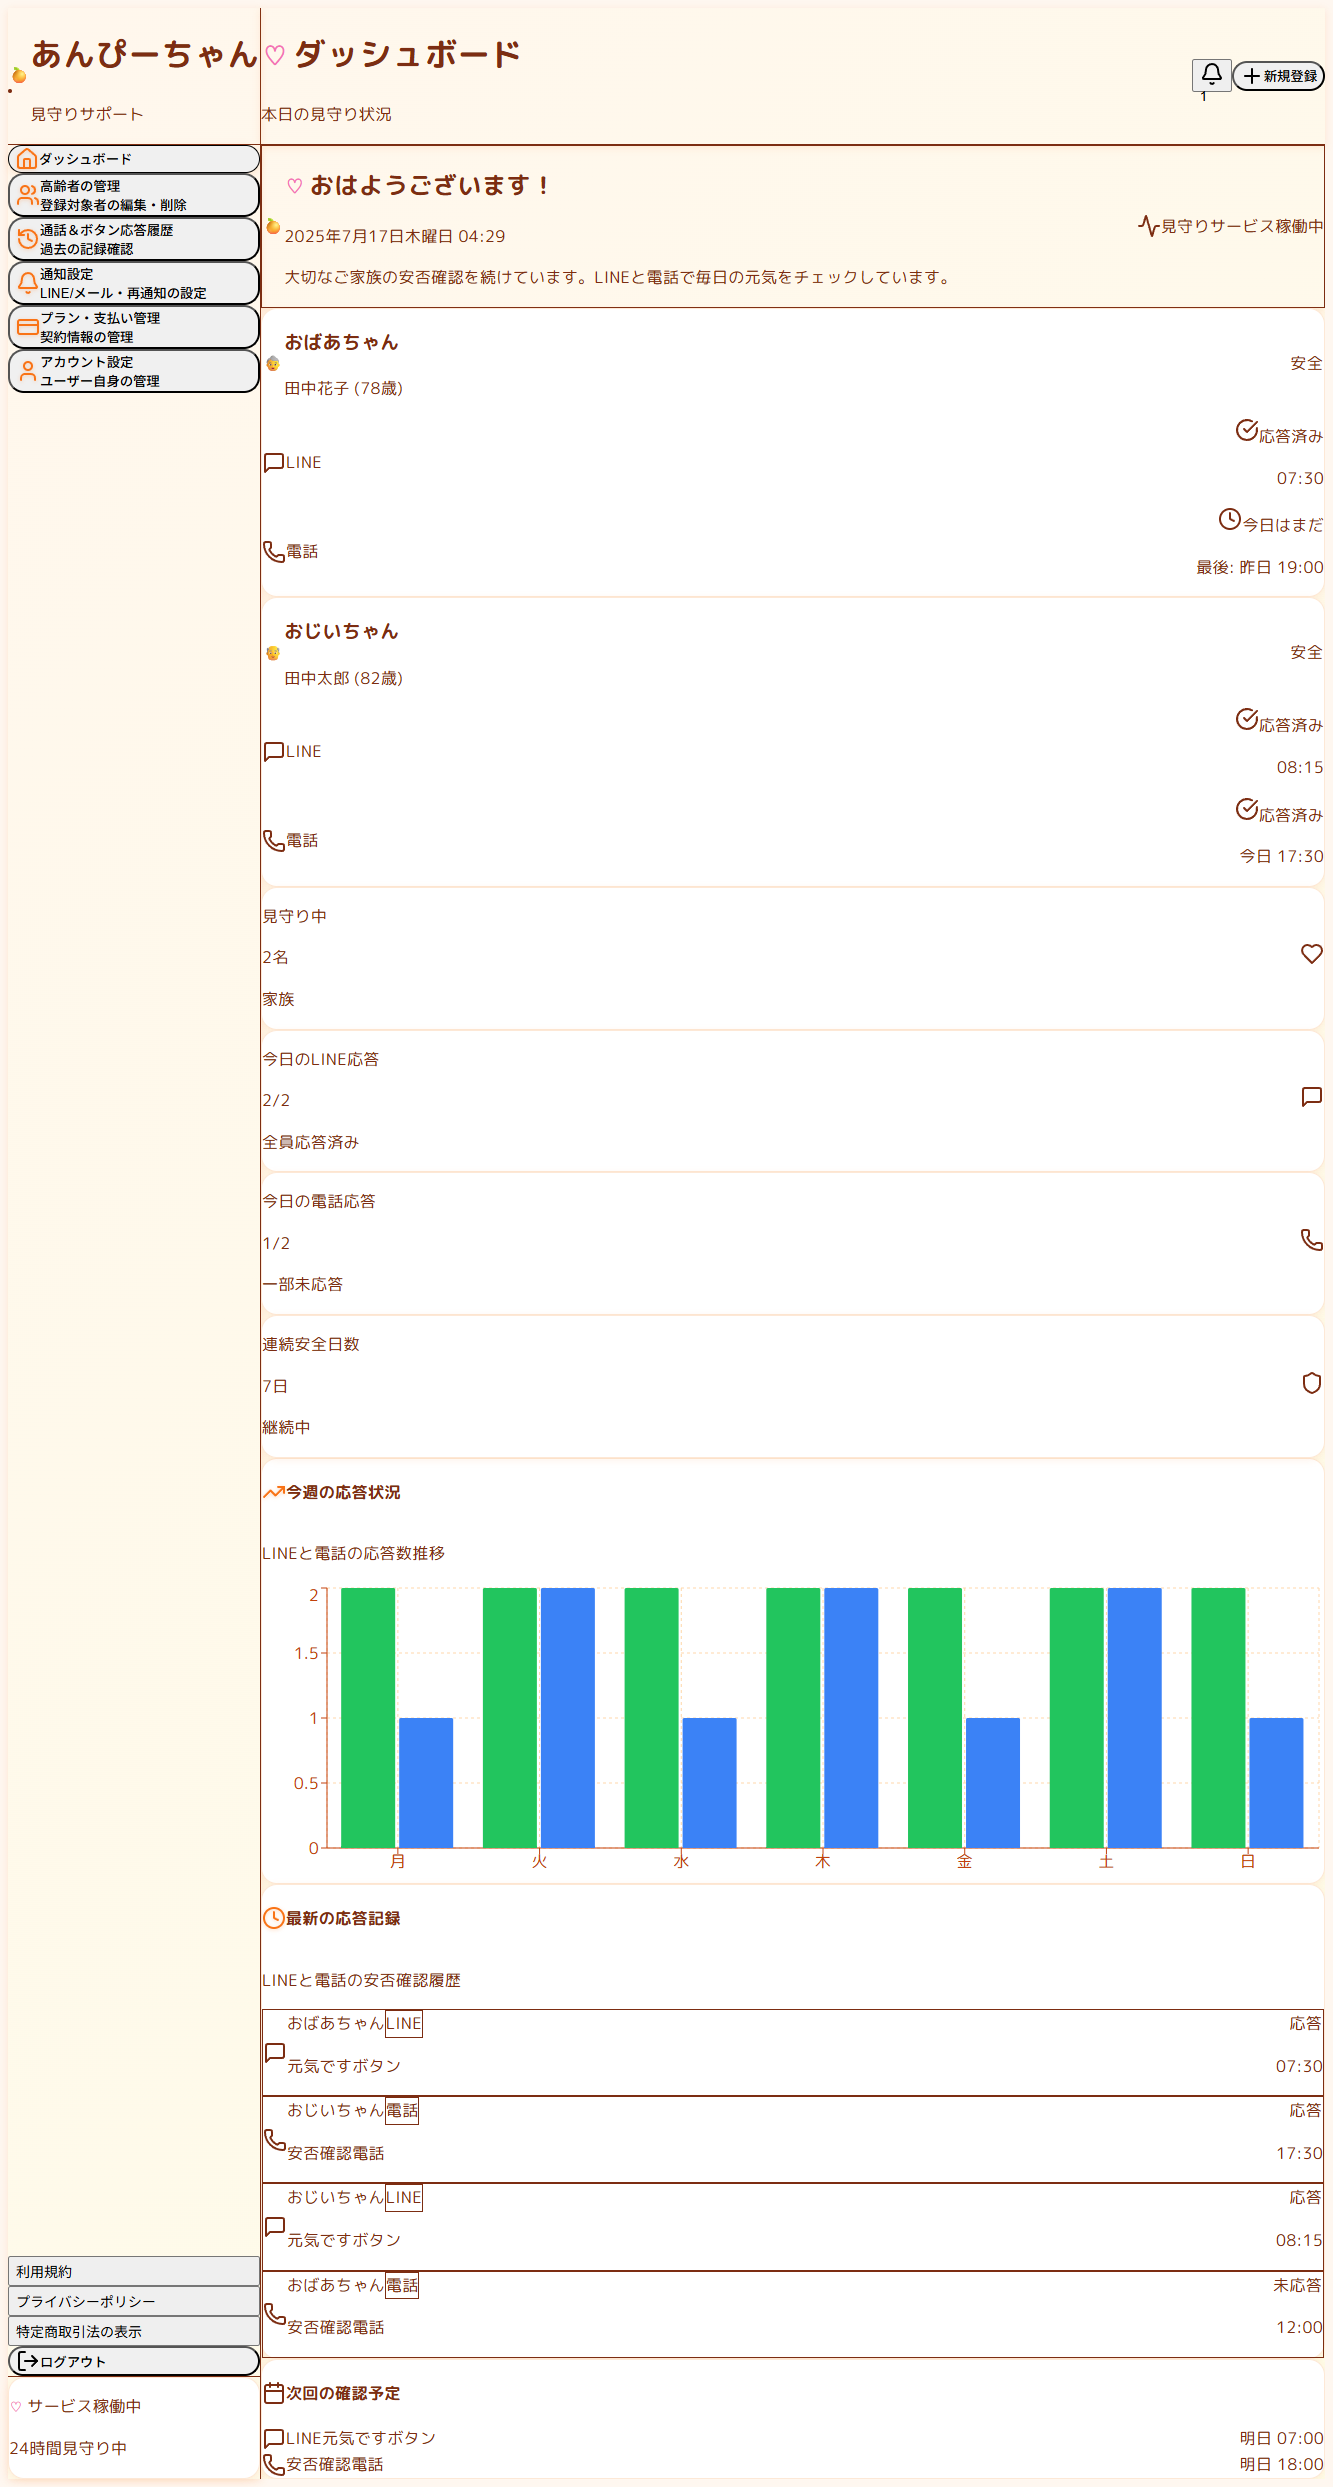 あんぴーちゃん
見守りサポート
ダッシュボード
高齢者の管理
登録対象者の編集・削除
通話＆ボタン応答履歴
過去の記録確認
通知設定
LINE/メール・再通知の設定
プラン・支払い管理
契約情報の管理
アカウント設定
ユーザー自身の管理
利用規約
プライバシーポリシー
特定商取引法の表示
ログアウト
♡ サービス稼働中
24時間見守り中
♡ ダッシュボード
本日の見守り状況
1
新規登録
♡ おはようございます！
2025年7月17日木曜日 04:29
大切なご家族の安否確認を続けています。LINEと電話で毎日の元気をチェックしています。
見守りサービス稼働中
おばあちゃん
田中花子 (78歳)
安全
LINE
応答済み
07:30
電話
今日はまだ
最後: 昨日 19:00
おじいちゃん
田中太郎 (82歳)
安全
LINE
応答済み
08:15
電話
応答済み
今日 17:30
見守り中
2名
家族
今日のLINE応答
2/2
全員応答済み
今日の電話応答
1/2
一部未応答
連続安全日数
7日
継続中
今週の応答状況
LINEと電話の応答数推移
2
1.5
1
0.5
0
月 火 水 木 金 土 日
最新の応答記録
LINEと電話の安否確認履歴
おばあちゃん LINE 応答
元気ですボタン 07:30
おじいちゃん 電話 応答
安否確認電話 17:30
おじいちゃん LINE 応答
元気ですボタン 08:15
おばあちゃん 電話 未応答
安否確認電話 12:00
次回の確認予定
LINE元気ですボタン 明日 07:00
安否確認電話 明日 18:00